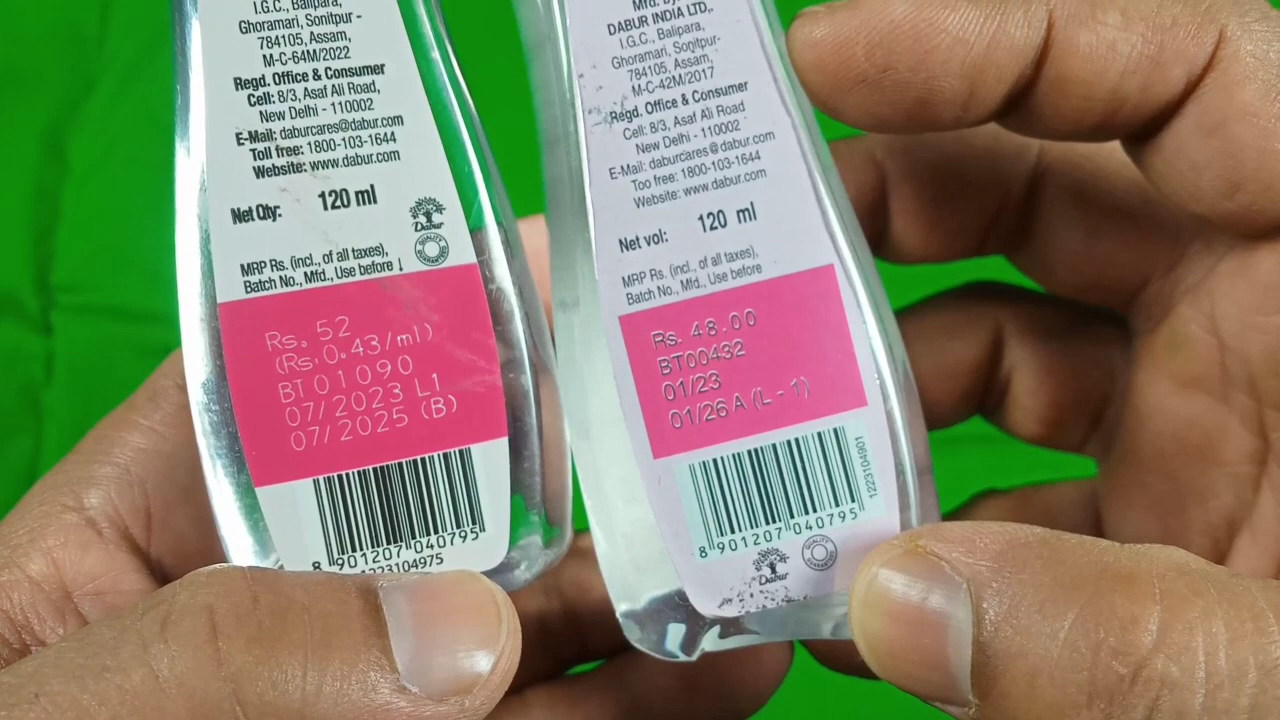 I.G.C., Balipara,
Ghoramari, Sonitpur -
784105, Assam,
M-C-64M/2022
Regd. Office & Consumer
Cell: 8/3, Asaf Ali Road,
New Delhi - 110002
E-Mail: daburcares@dabur.com
Toll free: 1800-103-1644
Website: www.dabur.com
Net Qty: 120 ml
Dabur
QUALITY GUARANTEED
MRP Rs. (incl., of all taxes),
Batch No., Mfd., Use before ↓
Rs. 52
(Rs.0.43/ml)
BT01090
07/2023 L1
07/2025 (B)
8 901207 040795
1223104975
Mfd. by:
DABUR INDIA LTD,.
I.G.C., Balipara,
Ghoramari, Sonitpur-
784105, Assam,
M-C-42M/2017
Regd. Office & Consumer
Cell: 8/3, Asaf Ali Road
New Delhi - 110002
E-Mail: daburcares@dabur.com
Too free: 1800-103-1644
Website: www.dabur.com
Net vol: 120 ml
MRP Rs. (incl., of all taxes),
Batch No., Mfd., Use before
Rs. 48.00
BT00432
01/23
01/26 A (L - 1)
1223104901
8 901207 040795
Dabur
QUALITY GUARANTEED